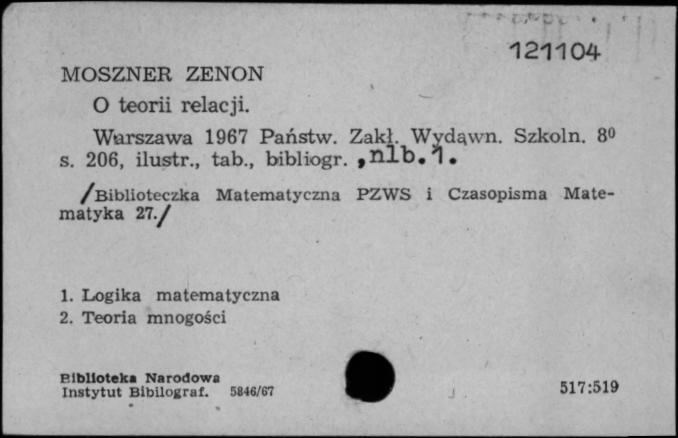 121104
MOSZNER ZENON
O teorii relacji.
Warszawa 1967 Państw. Zakł. Wydawn. Szkoln. 8⁰
s. 206, ilustr., tab., bibliogr. ,nlb.1.
/Biblioteczka Matematyczna PZWS i Czasopisma Mate-
matyka 27./
1. Logika matematyczna
2. Teoria mnogości
Biblioteka Narodowa
Instytut Bibilograf. 5846/67
517:519